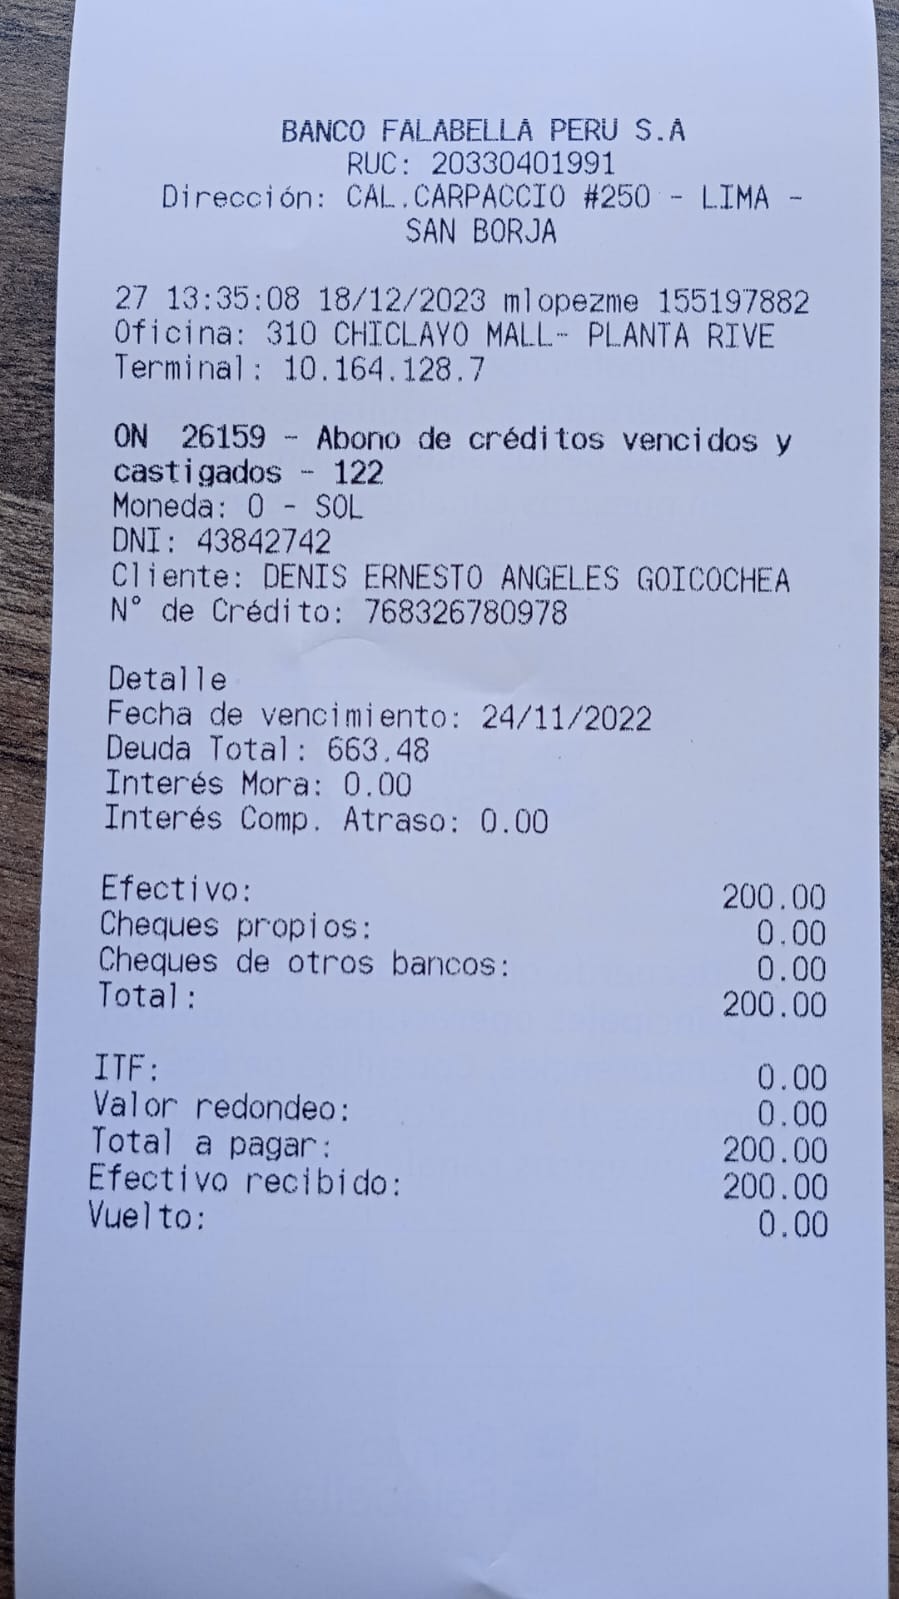 BANCO FALABELLA PERU S.A
RUC: 20330401991
Dirección: CAL.CARPACCIO #250 - LIMA -
SAN BORJA
27 13:35:08 18/12/2023 mlopezme 155197882
Oficina: 310 CHICLAYO MALL- PLANTA RIVE
Terminal: 10.164.128.7
ON 26159 - Abono de créditos vencidos y
castigados - 122
Moneda: 0 - SOL
DNI: 43842742
Cliente: DENIS ERNESTO ANGELES GOICOCHEA
N° de Crédito: 768326780978
Detalle
Fecha de vencimiento: 24/11/2022
Deuda Total: 663.48
Interés Mora: 0.00
Interés Comp. Atraso: 0.00
Efectivo: 200.00
Cheques propios: 0.00
Cheques de otros bancos: 0.00
Total: 200.00
ITF: 0.00
Valor redondeo: 0.00
Total a pagar: 200.00
Efectivo recibido: 200.00
Vuelto: 0.00